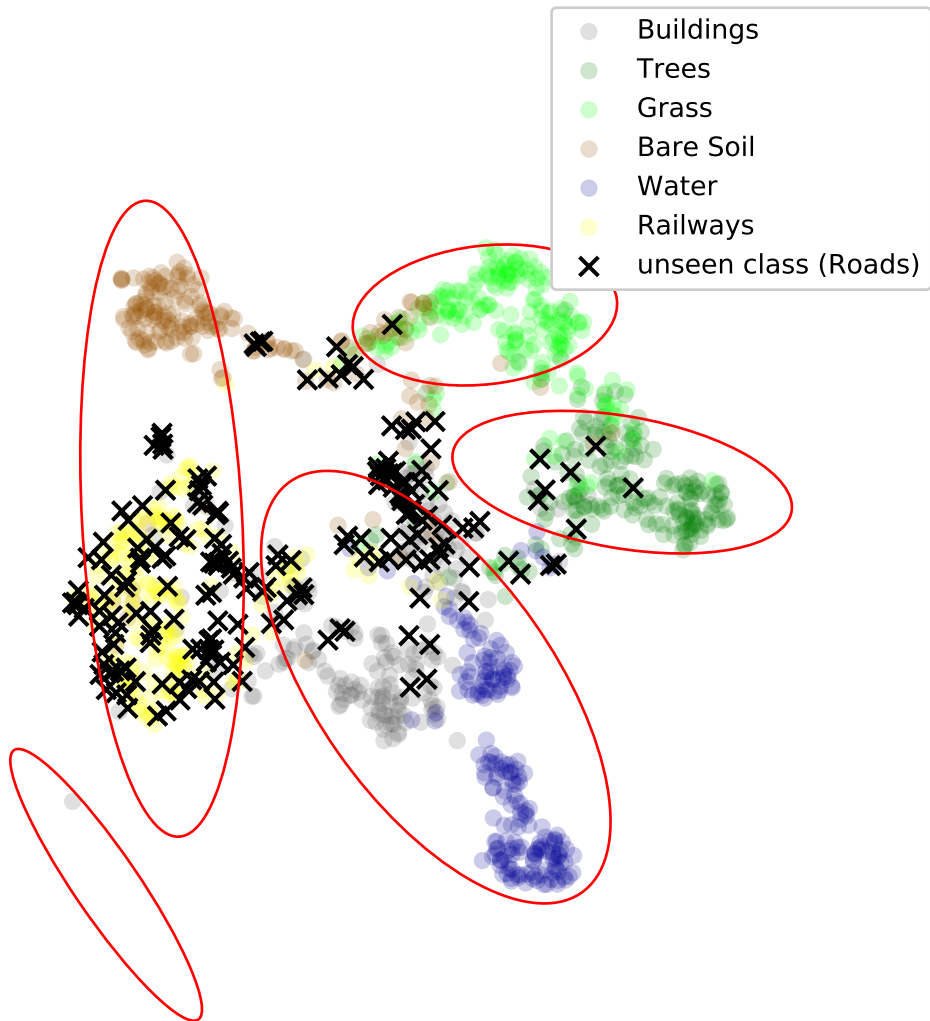 Buildings
Trees
Grass
Bare Soil
Water
Railways
unseen class (Roads)